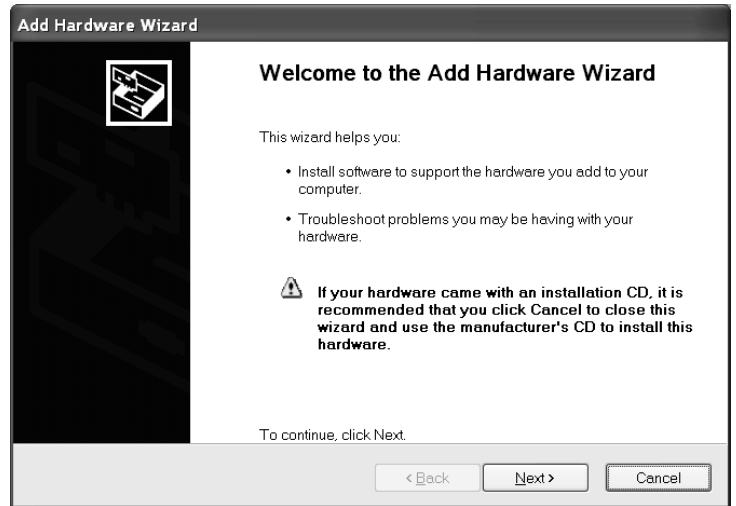 Add Hardware Wizard
Welcome to the Add Hardware Wizard
This wizard helps you:
• Install software to support the hardware you add to your
computer.
• Troubleshoot problems you may be having with your
hardware.
If your hardware came with an installation CD, it is
recommended that you click Cancel to close this
wizard and use the manufacturer's CD to install this
hardware.
To continue, click Next.
< Back Next > Cancel